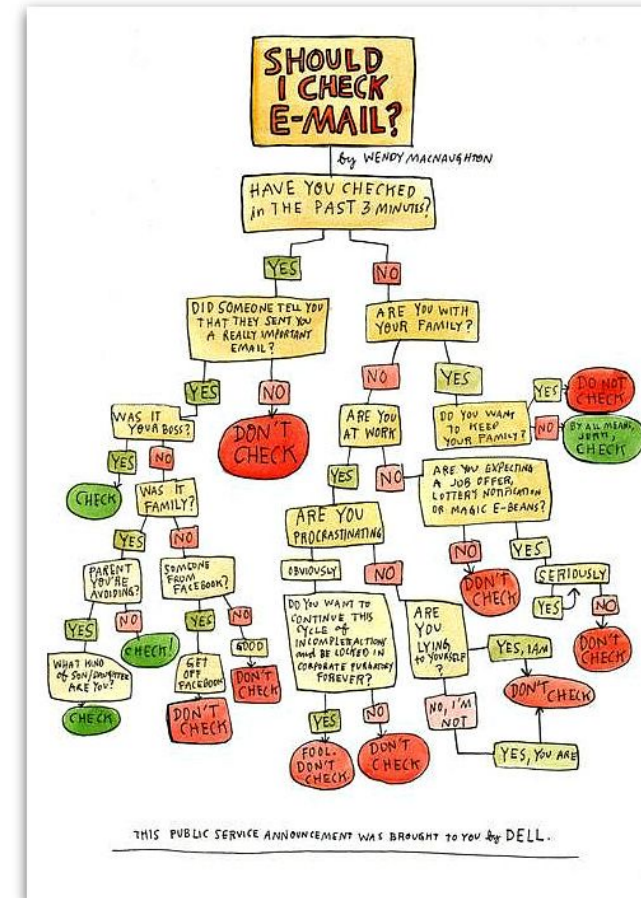 SHOULD
I CHECK
E-MAIL?
by WENDY MACNAUGHTON
HAVE YOU CHECKED
in THE PAST 3 MINUTES?
YES
NO
DID SOMEONE TELL YOU
THAT THEY SENT YOU
A REALLY IMPORTANT
EMAIL?
ARE YOU WITH
YOUR FAMILY?
YES
NO
NO
YES
YES
DO NOT
CHECK
WAS IT
YOUR BOSS?
DON'T
CHECK
ARE YOU
AT WORK
DO YOU WANT
TO KEEP
YOUR FAMILY?
NO
BY ALL MEANS,
CHECK
YES
NO
YES
NO
ARE YOU EXPECTING
A JOB OFFER,
LOTTERY NOTIFICATION
OR MAGIC E-BEANS?
CHECK
WAS IT
FAMILY?
ARE YOU
PROCRASTINATING
YES
NO
NO
YES
PARENT
YOU'RE
AVOIDING?
SOMEONE
FROM
FACEBOOK?
OBVIOUSLY
NO
DON'T
CHECK
SERIOUSLY
YES
NO
YES
NO
YES
NO
DO YOU WANT TO
CONTINUE THIS
CYCLE of
INCOMPLETE ACTIONS
and BE LOCKED IN
CORPORATE PURGATORY
FOREVER?
ARE
YOU
LYING
to YOURSELF
?
DON'T
CHECK
WHAT KIND
of SON/DAUGHTER
ARE YOU?
CHECK!
GET
OFF
FACEBOOK
GOOD
DON'T
CHECK
YES, I AM
DON'T CHECK
CHECK
DON'T
CHECK
YES
NO
NO, I'M
NOT
FOOL.
DON'T
CHECK.
DON'T
CHECK
YES, YOU ARE
THIS PUBLIC SERVICE ANNOUNCEMENT WAS BROUGHT TO YOU by DELL.